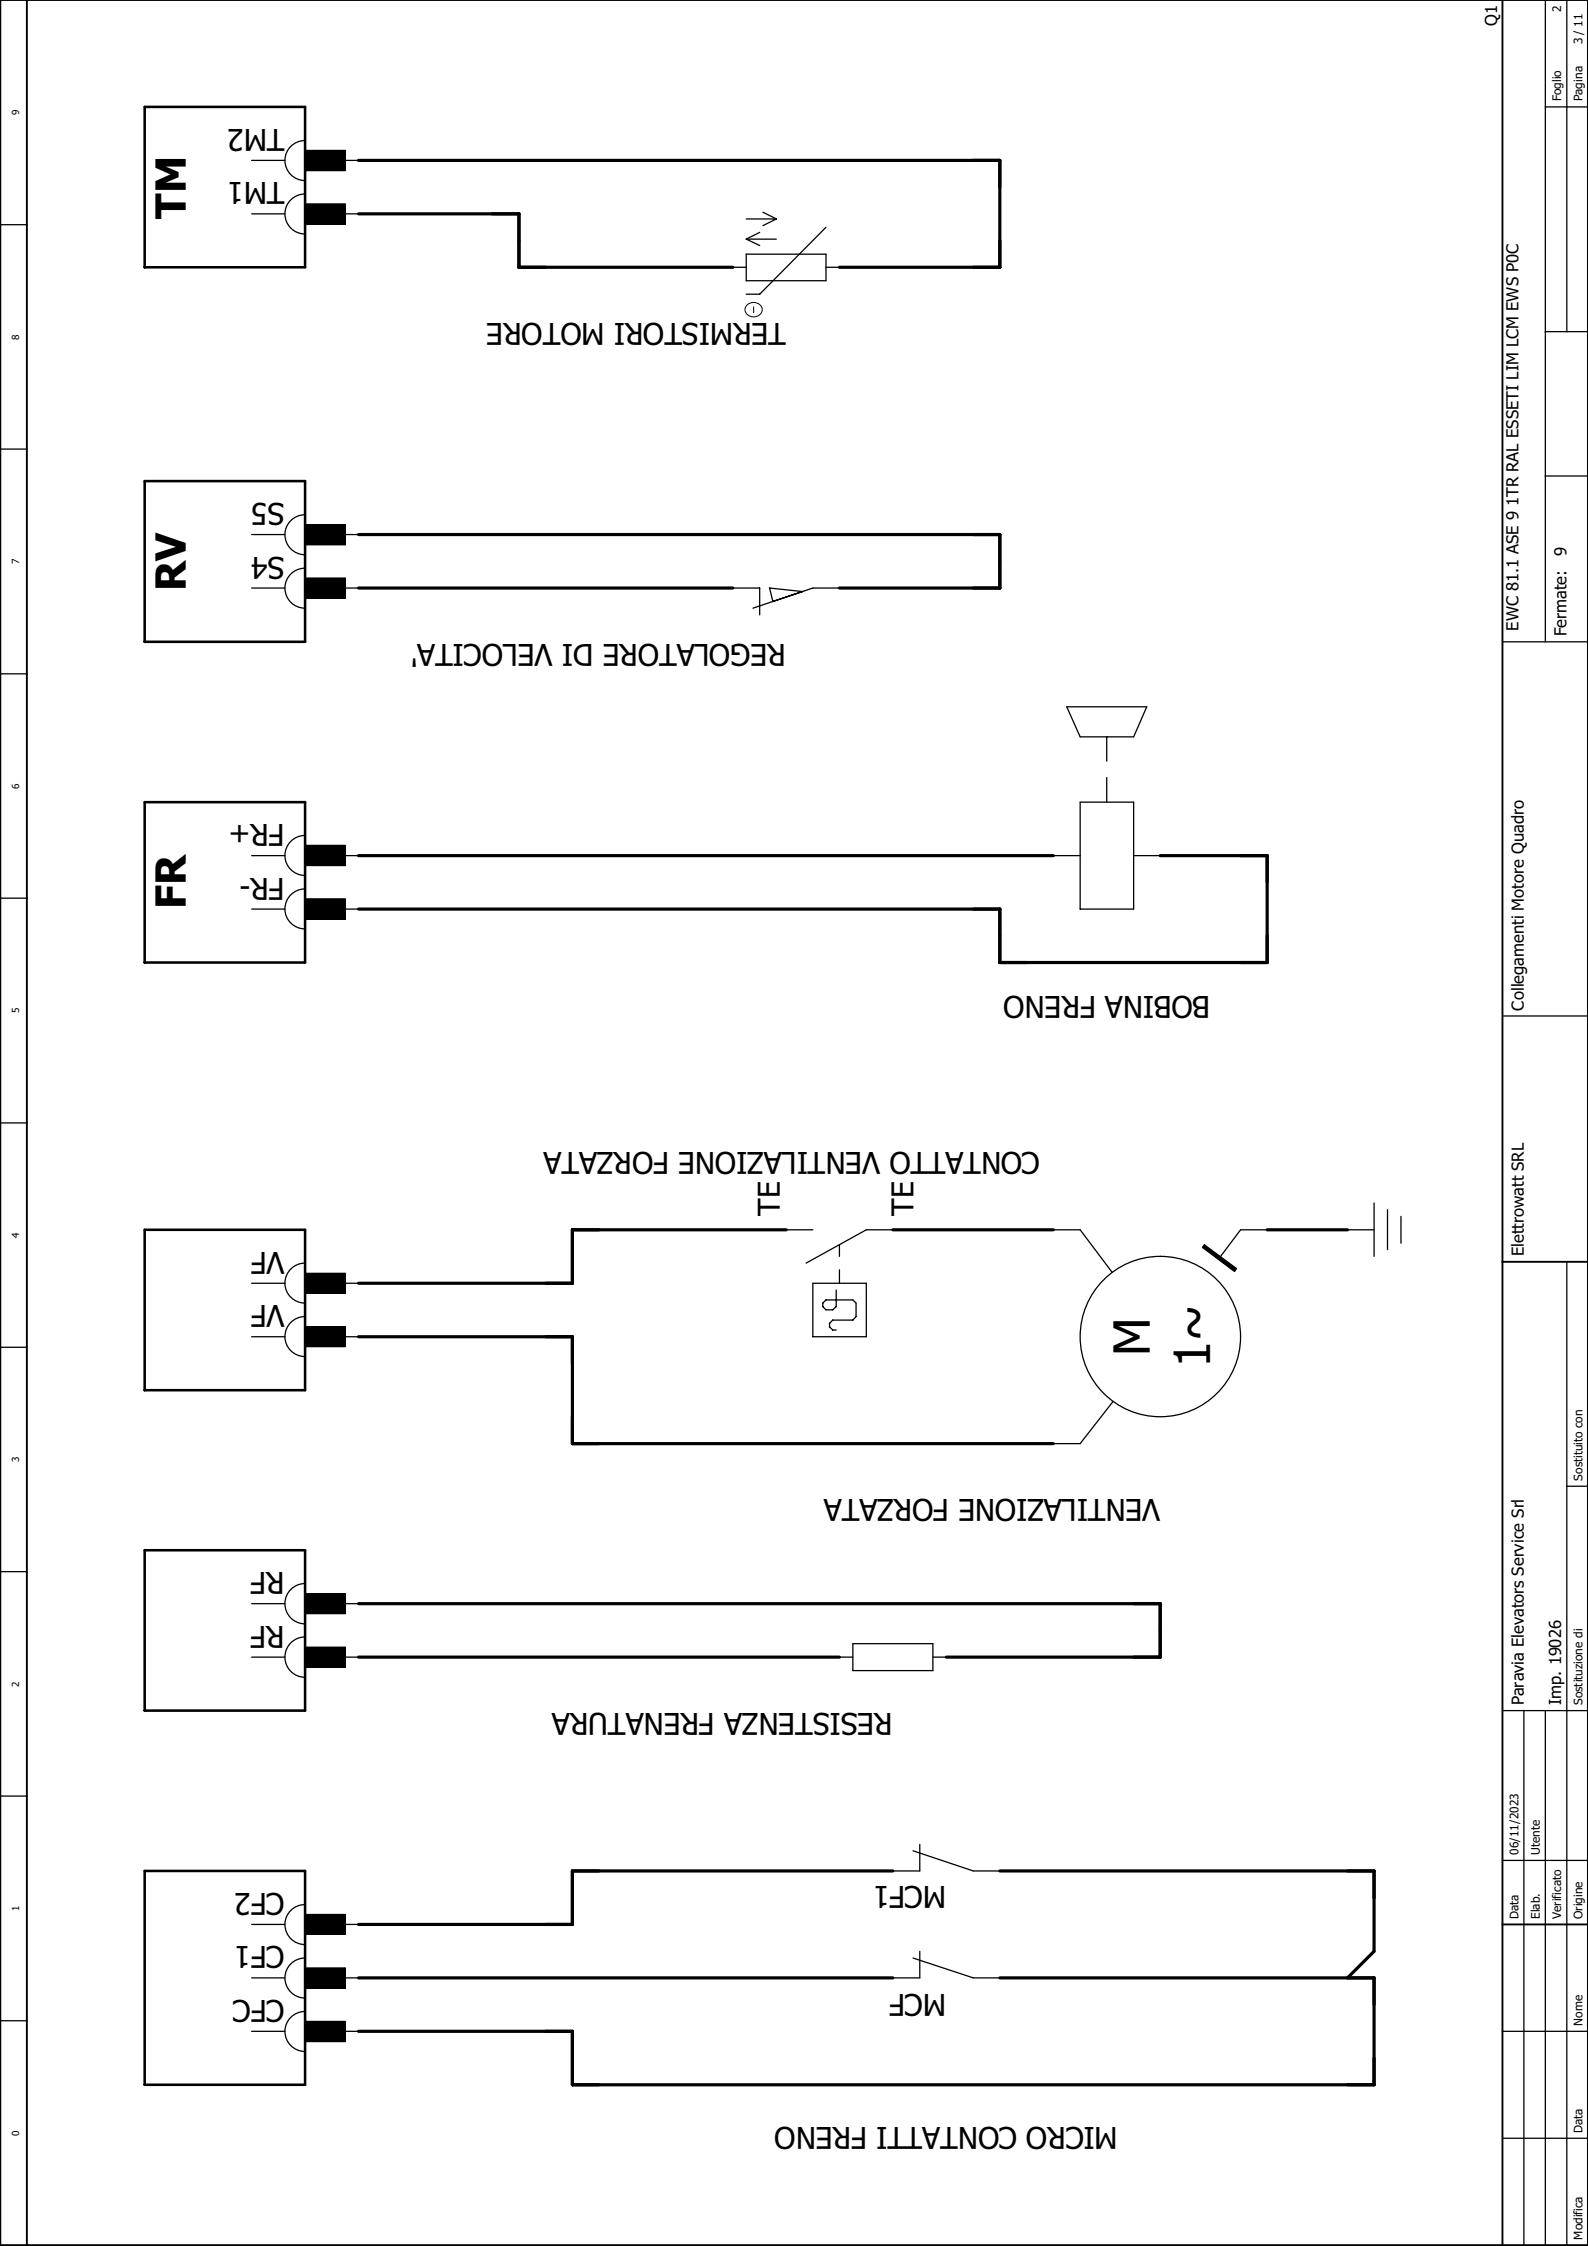 0
1
2
3
4
5
6
7
8
9
CFC
CF1
CF2
MCF
MCF1
MICRO CONTATTI FRENO
RF
RF
RESISTENZA FRENATURA
VF
VF
TE
TE
CONTATTO VENTILAZIONE FORZATA
M
1~
VENTILAZIONE FORZATA
FR
FR-
FR+
BOBINA FRENO
RV
S4
S5
REGOLATORE DI VELOCITA'
TM
TM1
TM2
TERMISTORI MOTORE
Q1
Modifica
Data
Nome
Data
06/11/2023
Elab.
Utente
Verificato
Origine
Paravia Elevators Service Srl
Imp. 19026
Sostituzione di
Sostituito con
Elettrowatt SRL
Collegamenti Motore Quadro
EWC 81.1 ASE 9 1TR RAL ESSETI LIM LCM EWS P0C
Fermate: 9
Foglio 2
Pagina 3 / 11